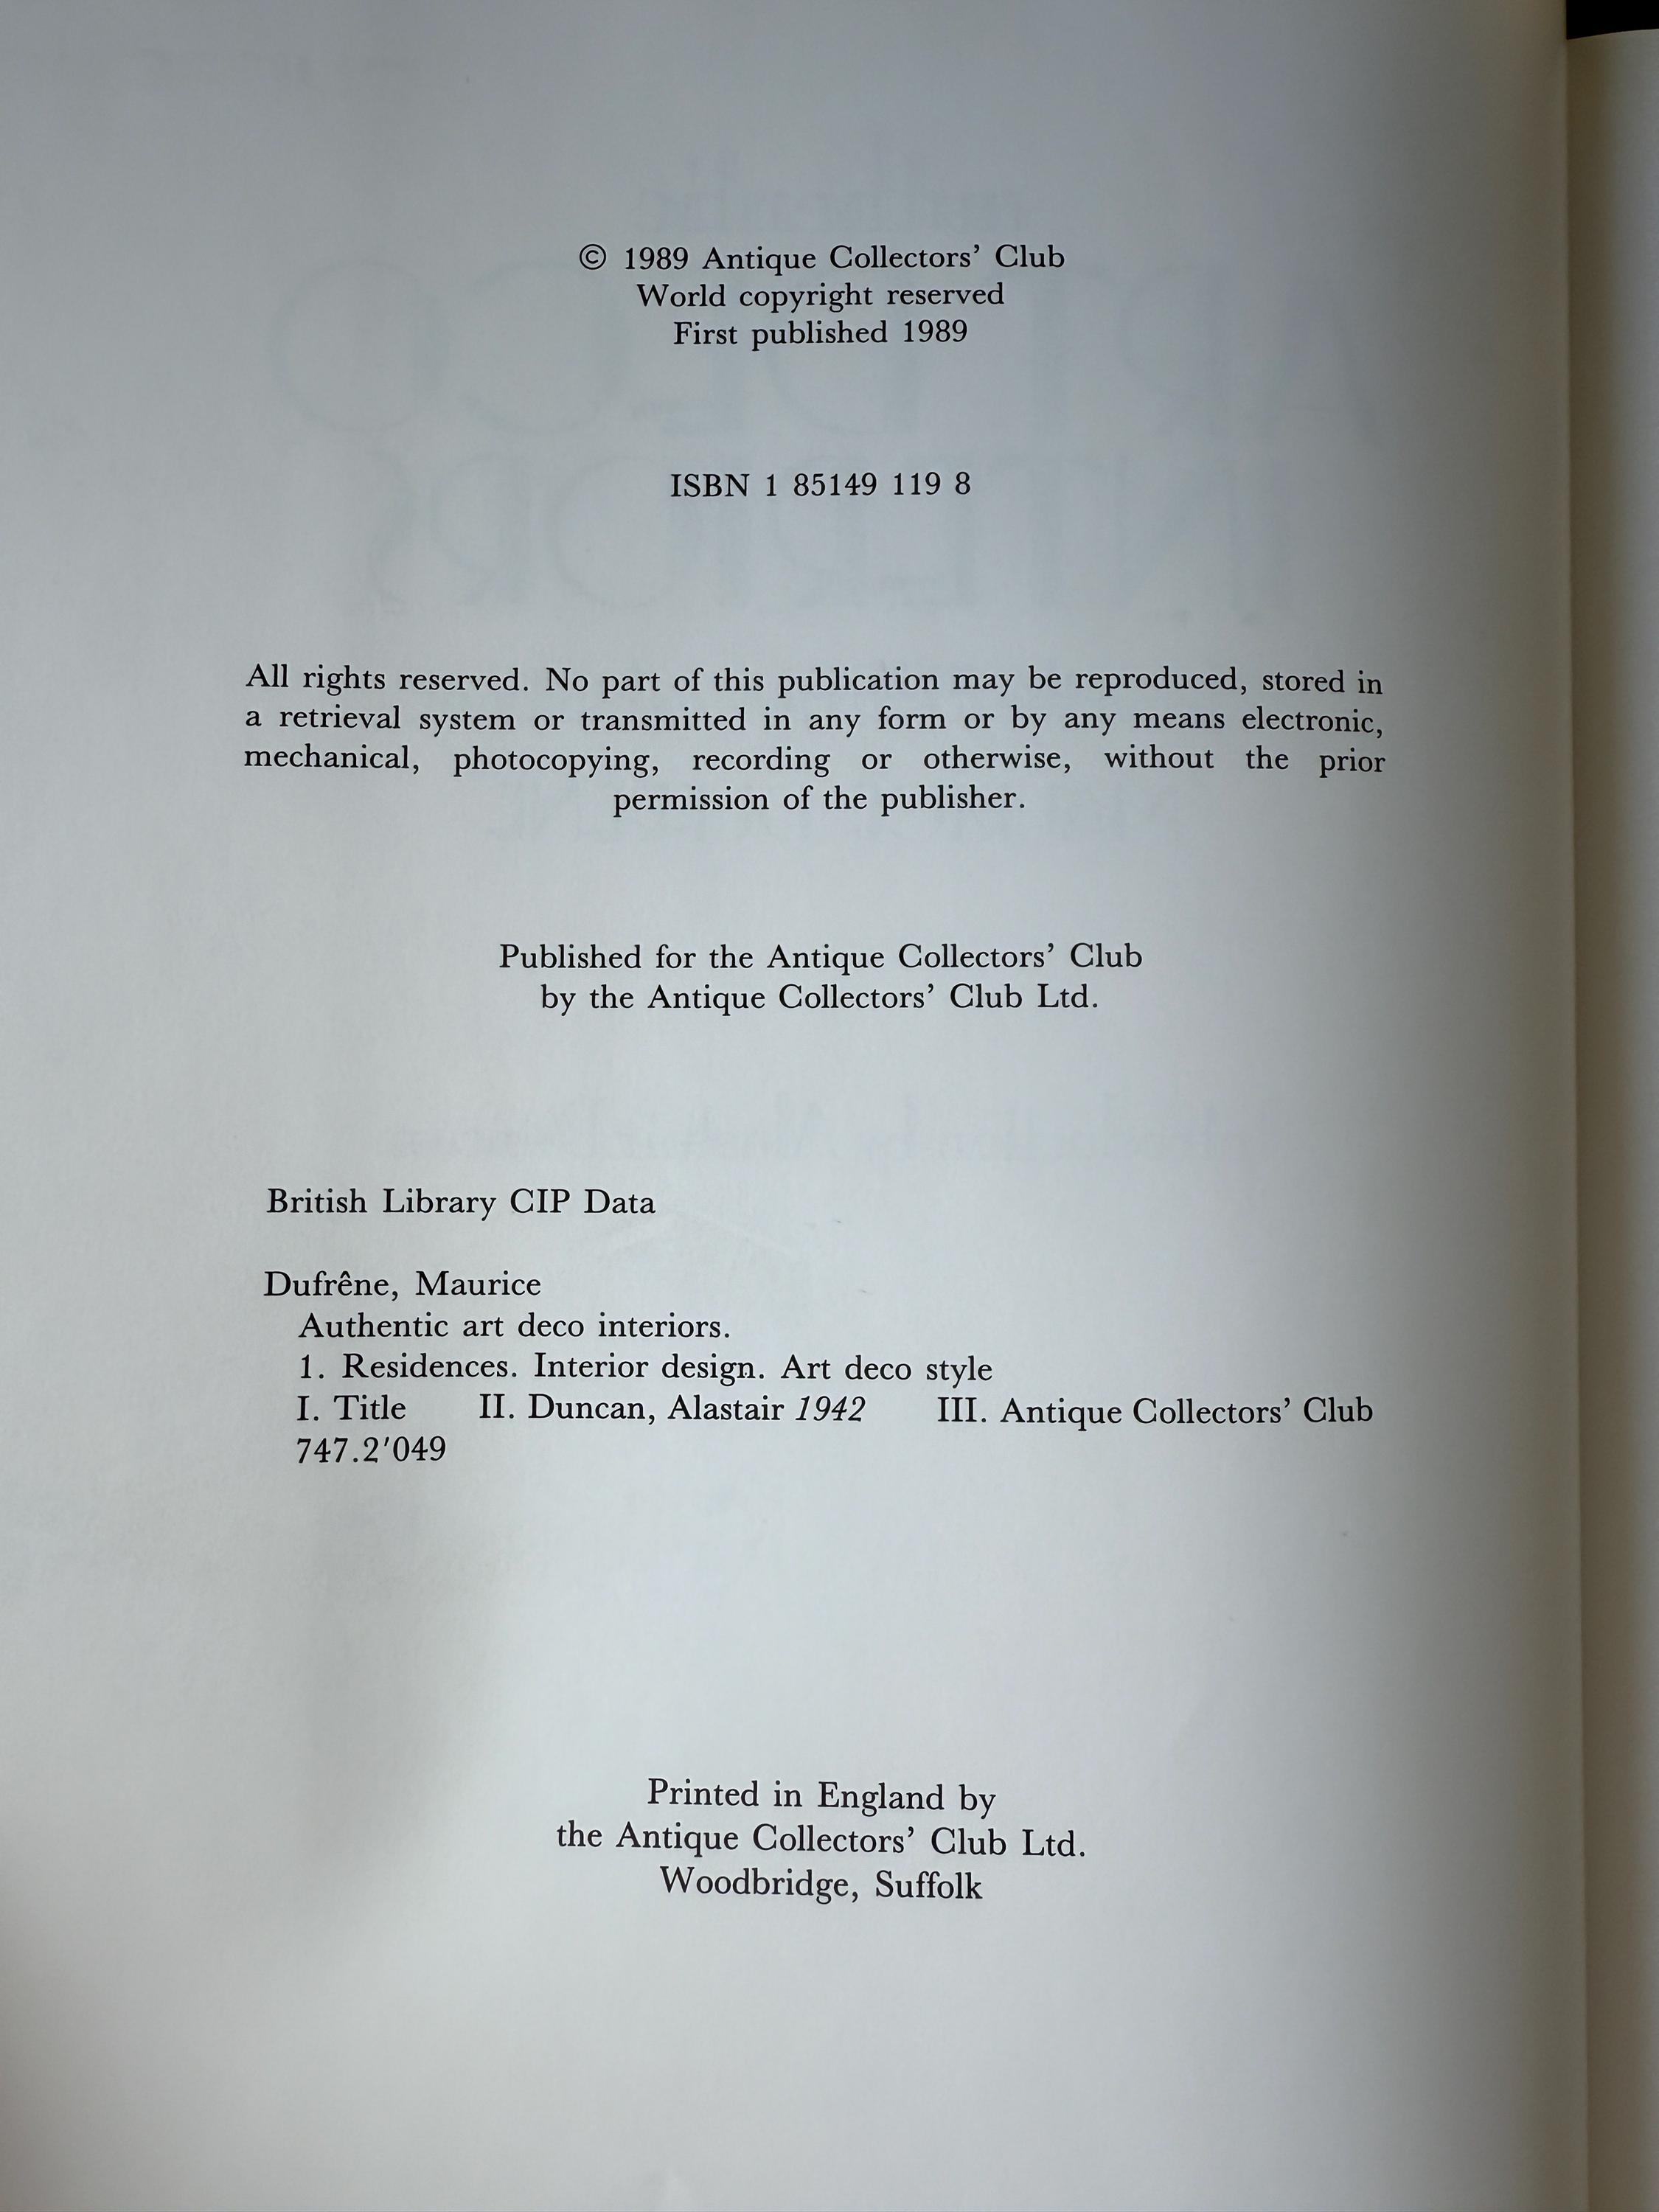 © 1989 Antique Collectors’ Club
World copyright reserved
First published 1989
ISBN 1 85149 119 8
All rights reserved. No part of this publication may be reproduced, stored in
a retrieval system or transmitted in any form or by any means electronic,
mechanical, photocopying, recording or otherwise, without the prior
permission of the publisher.
Published for the Antique Collectors’ Club
by the Antique Collectors’ Club Ltd.
British Library CIP Data
Dufrêne, Maurice
Authentic art deco interiors.
1. Residences. Interior design. Art deco style
I. Title II. Duncan, Alastair 1942 III. Antique Collectors’ Club
747.2′049
Printed in England by
the Antique Collectors’ Club Ltd.
Woodbridge, Suffolk